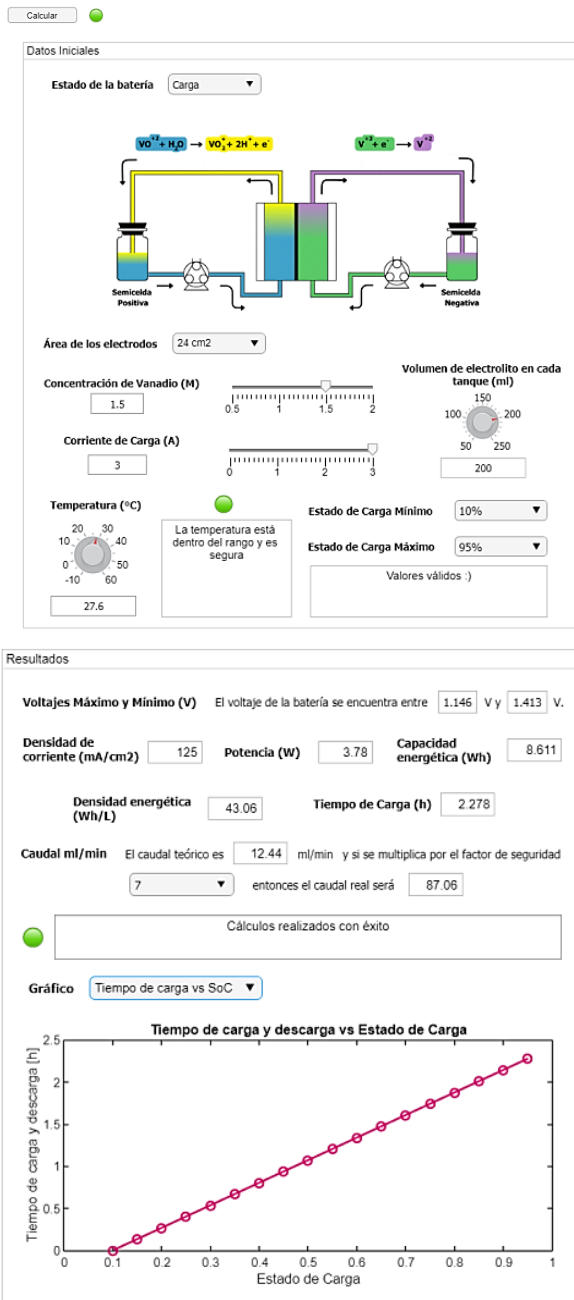 Calcular
Datos Iniciales
Estado de la batería Carga
VO+2 + H2O → VO2+ + 2H+ + e-
V+3 + e- → V+2
Semicelda
Positiva
Semicelda
Negativa
Área de los electrodos 24 cm2
Concentración de Vanadio (M)
1.5
0.5 1 1.5 2
Volumen de electrolito en cada
tanque (ml)
150
100 200
50 250
200
Corriente de Carga (A)
3
0 1 2 3
Temperatura (°C)
20 30
10 40
0 50
-10 60
27.6
La temperatura está
dentro del rango y es
segura
Estado de Carga Mínimo 10%
Estado de Carga Máximo 95%
Valores válidos :)
Resultados
Voltajes Máximo y Mínimo (V) El voltaje de la batería se encuentra entre 1.146 V y 1.413 V.
Densidad de
corriente (mA/cm2) 125
Potencia (W) 3.78
Capacidad
energética (Wh) 8.611
Densidad energética
(Wh/L) 43.06
Tiempo de Carga (h) 2.278
Caudal ml/min El caudal teórico es 12.44 ml/min y si se multiplica por el factor de seguridad
7 entonces el caudal real será 87.06
Cálculos realizados con éxito
Gráfico Tiempo de carga vs SoC
Tiempo de carga y descarga vs Estado de Carga
Tiempo de carga y descarga [h]
2.5
2
1.5
1
0.5
0
0 0.1 0.2 0.3 0.4 0.5 0.6 0.7 0.8 0.9 1
Estado de Carga